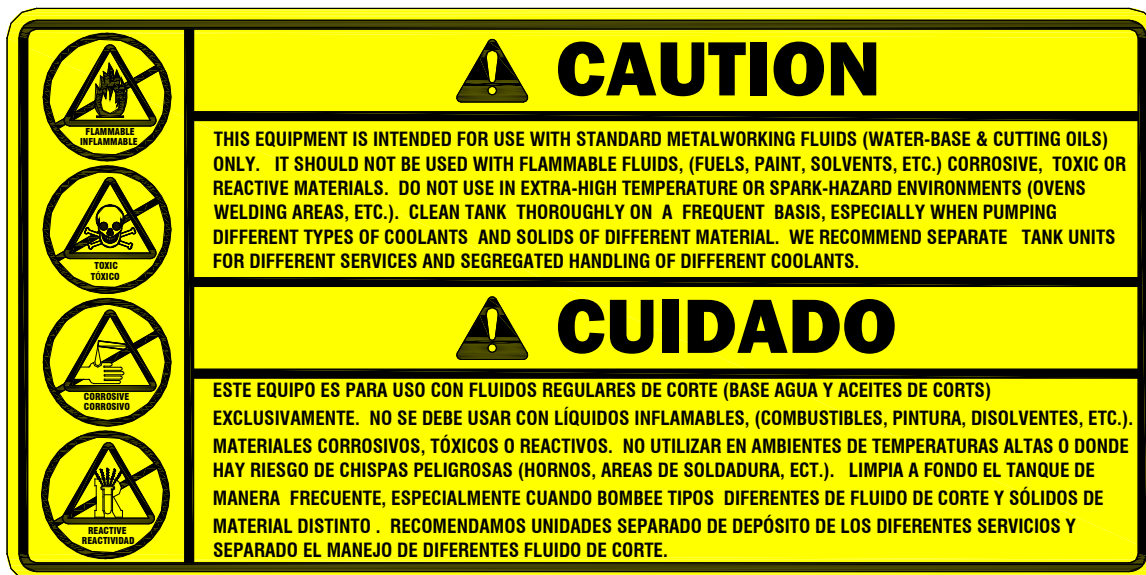 FLAMMABLE
INFLAMMABLE
TOXIC
TÓXICO
CORROSIVE
CORROSIVO
REACTIVE
REACTIVIDAD
CAUTION
THIS EQUIPMENT IS INTENDED FOR USE WITH STANDARD METALWORKING FLUIDS (WATER-BASE & CUTTING OILS)
ONLY. IT SHOULD NOT BE USED WITH FLAMMABLE FLUIDS, (FUELS, PAINT, SOLVENTS, ETC.) CORROSIVE, TOXIC OR
REACTIVE MATERIALS. DO NOT USE IN EXTRA-HIGH TEMPERATURE OR SPARK-HAZARD ENVIRONMENTS (OVENS
WELDING AREAS, ETC.). CLEAN TANK THOROUGHLY ON A FREQUENT BASIS, ESPECIALLY WHEN PUMPING
DIFFERENT TYPES OF COOLANTS AND SOLIDS OF DIFFERENT MATERIAL. WE RECOMMEND SEPARATE TANK UNITS
FOR DIFFERENT SERVICES AND SEGREGATED HANDLING OF DIFFERENT COOLANTS.
CUIDADO
ESTE EQUIPO ES PARA USO CON FLUIDOS REGULARES DE CORTE (BASE AGUA Y ACEITES DE CORTS)
EXCLUSIVAMENTE. NO SE DEBE USAR CON LÍQUIDOS INFLAMABLES, (COMBUSTIBLES, PINTURA, DISOLVENTES, ETC.).
MATERIALES CORROSIVOS, TÓXICOS O REACTIVOS. NO UTILIZAR EN AMBIENTES DE TEMPERATURAS ALTAS O DONDE
HAY RIESGO DE CHISPAS PELIGROSAS (HORNOS, AREAS DE SOLDADURA, ECT.). LIMPIA A FONDO EL TANQUE DE
MANERA FRECUENTE, ESPECIALMENTE CUANDO BOMBEE TIPOS DIFERENTES DE FLUIDO DE CORTE Y SÓLIDOS DE
MATERIAL DISTINTO . RECOMENDAMOS UNIDADES SEPARADO DE DEPÓSITO DE LOS DIFERENTES SERVICIOS Y
SEPARADO EL MANEJO DE DIFERENTES FLUIDO DE CORTE.